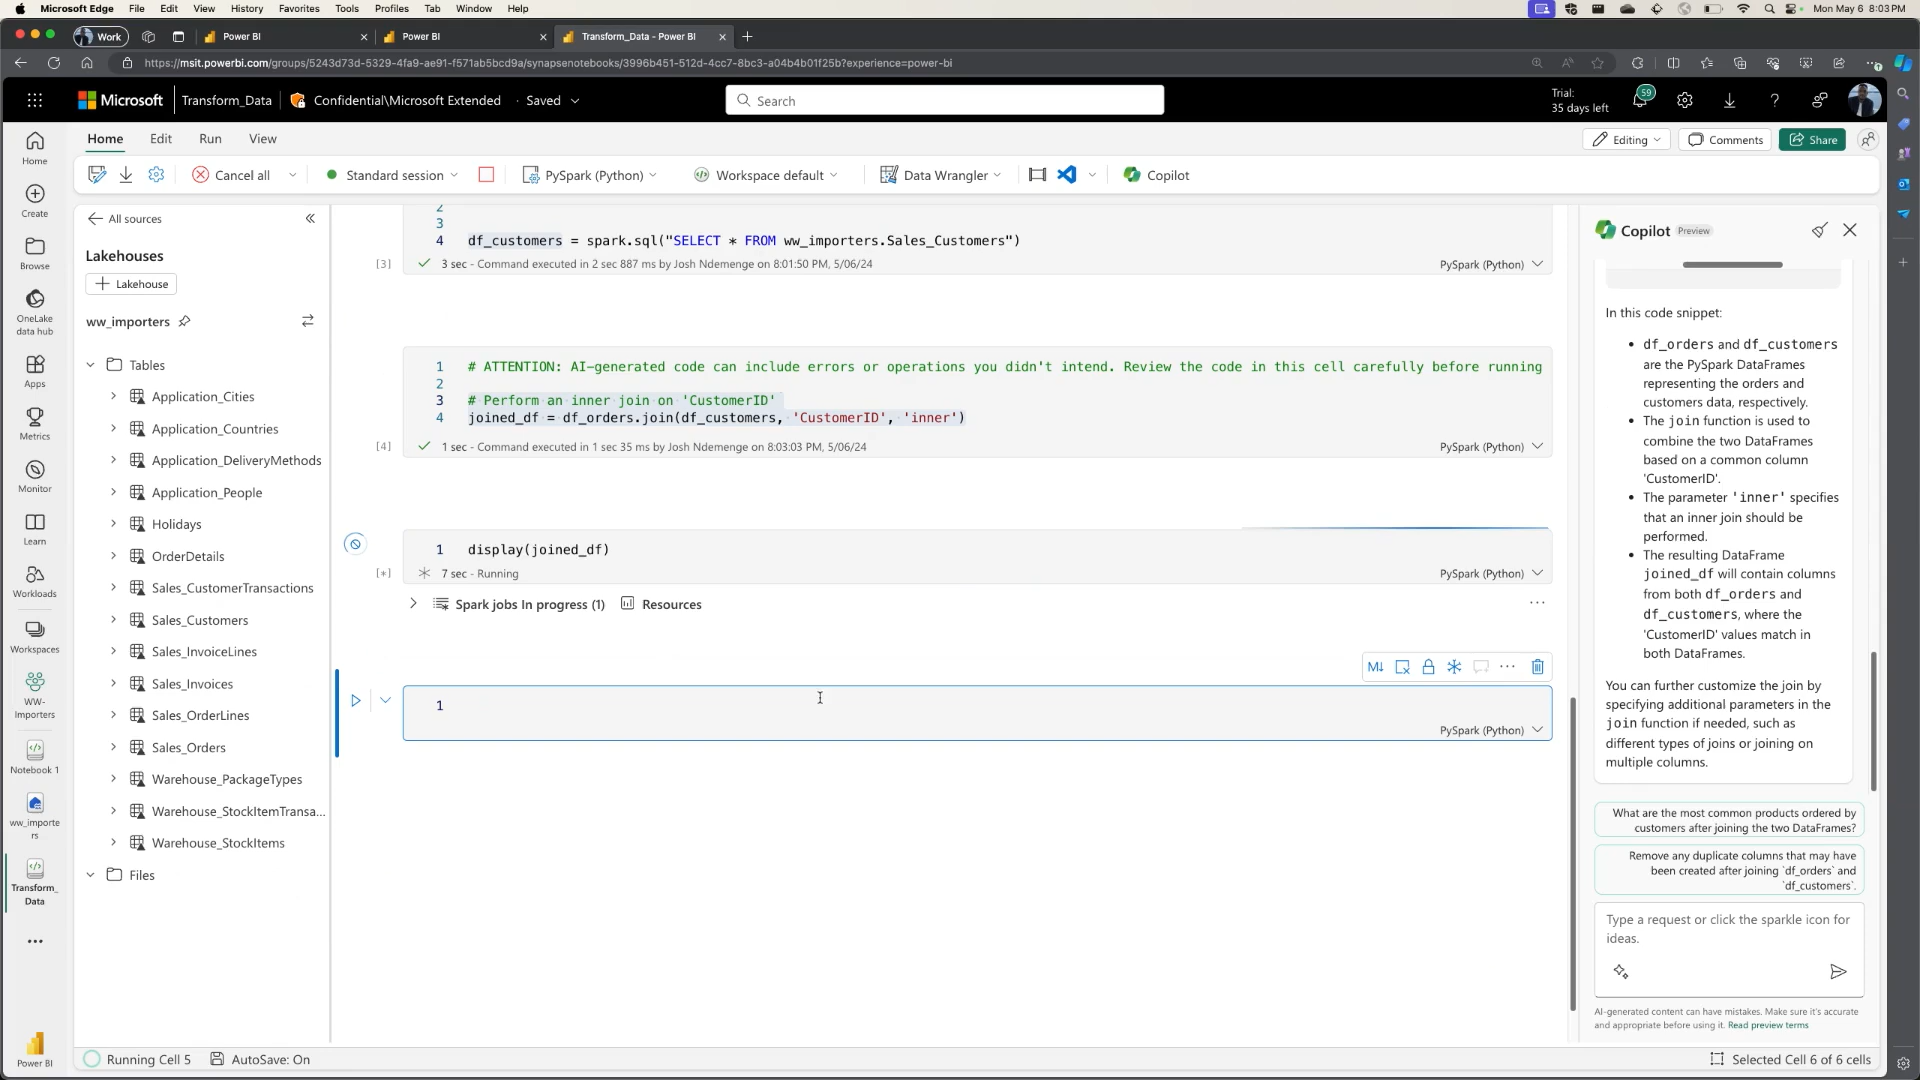 Microsoft Edge File Edit View History Favorites Tools Profiles Tab Window Help
Mon May 6 8:03 PM
Work
Power BI
Power BI
Transform_Data - Power BI
https://msit.powerbi.com/groups/5243d73d-5329-4fa9-ae91-f571ab5bcd9a/synapsenotebooks/3996b451-512d-4cc7-8bc3-a04b4b01f25b?experience=power-bi
Microsoft
Transform_Data
Confidential\Microsoft Extended
· Saved
Search
Trial:
35 days left
59
Home Edit Run View
Editing
Comments
Share
Cancel all
Standard session
PySpark (Python)
Workspace default
Data Wrangler
Copilot
Home
Create
Browse
OneLake
data hub
Apps
Metrics
Monitor
Learn
Workloads
Workspaces
WW-
Importers
Notebook 1
ww_importe
rs
Transform_
Data
Power BI
All sources
Lakehouses
Lakehouse
ww_importers
Tables
Application_Cities
Application_Countries
Application_DeliveryMethods
Application_People
Holidays
OrderDetails
Sales_CustomerTransactions
Sales_Customers
Sales_InvoiceLines
Sales_Invoices
Sales_OrderLines
Sales_Orders
Warehouse_PackageTypes
Warehouse_StockItemTransa...
Warehouse_StockItems
Files
2
3
4 df_customers = spark.sql("SELECT * FROM ww_importers.Sales_Customers")
[3] 3 sec - Command executed in 2 sec 887 ms by Josh Ndemenge on 8:01:50 PM, 5/06/24 PySpark (Python)
1 # ATTENTION: AI-generated code can include errors or operations you didn't intend. Review the code in this cell carefully before running
2
3 # Perform an inner join on 'CustomerID'
4 joined_df = df_orders.join(df_customers, 'CustomerID', 'inner')
[4] 1 sec - Command executed in 1 sec 35 ms by Josh Ndemenge on 8:03:03 PM, 5/06/24 PySpark (Python)
1 display(joined_df)
[*] 7 sec - Running PySpark (Python)
Spark jobs In progress (1) Resources
M↓
1
PySpark (Python)
Copilot Preview
In this code snippet:
• df_orders and df_customers
are the PySpark DataFrames
representing the orders and
customers data, respectively.
• The join function is used to
combine the two DataFrames
based on a common column
'CustomerID'.
• The parameter 'inner' specifies
that an inner join should be
performed.
• The resulting DataFrame
joined_df will contain columns
from both df_orders and
df_customers, where the
'CustomerID' values match in
both DataFrames.
You can further customize the join by
specifying additional parameters in the
join function if needed, such as
different types of joins or joining on
multiple columns.
What are the most common products ordered by
customers after joining the two DataFrames?
Remove any duplicate columns that may have
been created after joining `df_orders` and
`df_customers`.
Type a request or click the sparkle icon for
ideas.
AI-generated content can have mistakes. Make sure it's accurate
and appropriate before using it. Read preview terms
Running Cell 5
AutoSave: On
Selected Cell 6 of 6 cells